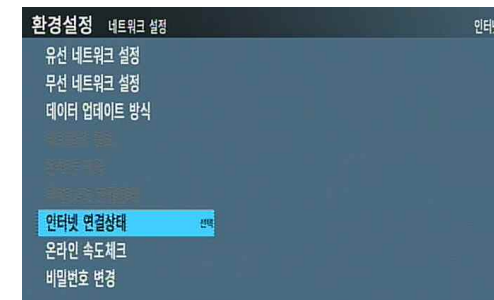 환경설정 네트워크 설정
유선 네트워크 설정
무선 네트워크 설정
데이터 업데이트 방식
인터넷 연결상태 선택
온라인 속도체크
비밀번호 변경